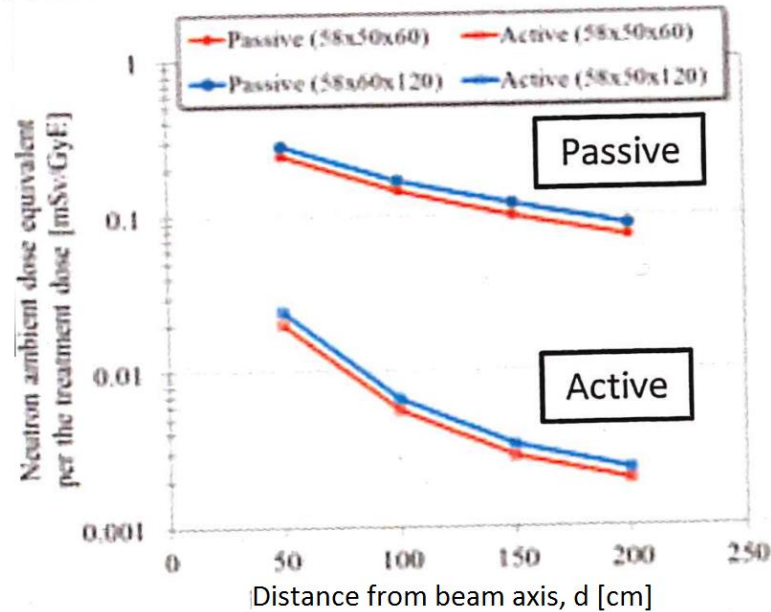 Passive (58x50x60) Active (58x50x60)
Passive (58x60x120) Active (58x50x120)
Neutron ambient dose equivalent
per the treatment dose [mSv/GyE]
1
0.1
0.01
0.001
Passive
Active
0 50 100 150 200 250
Distance from beam axis, d [cm]